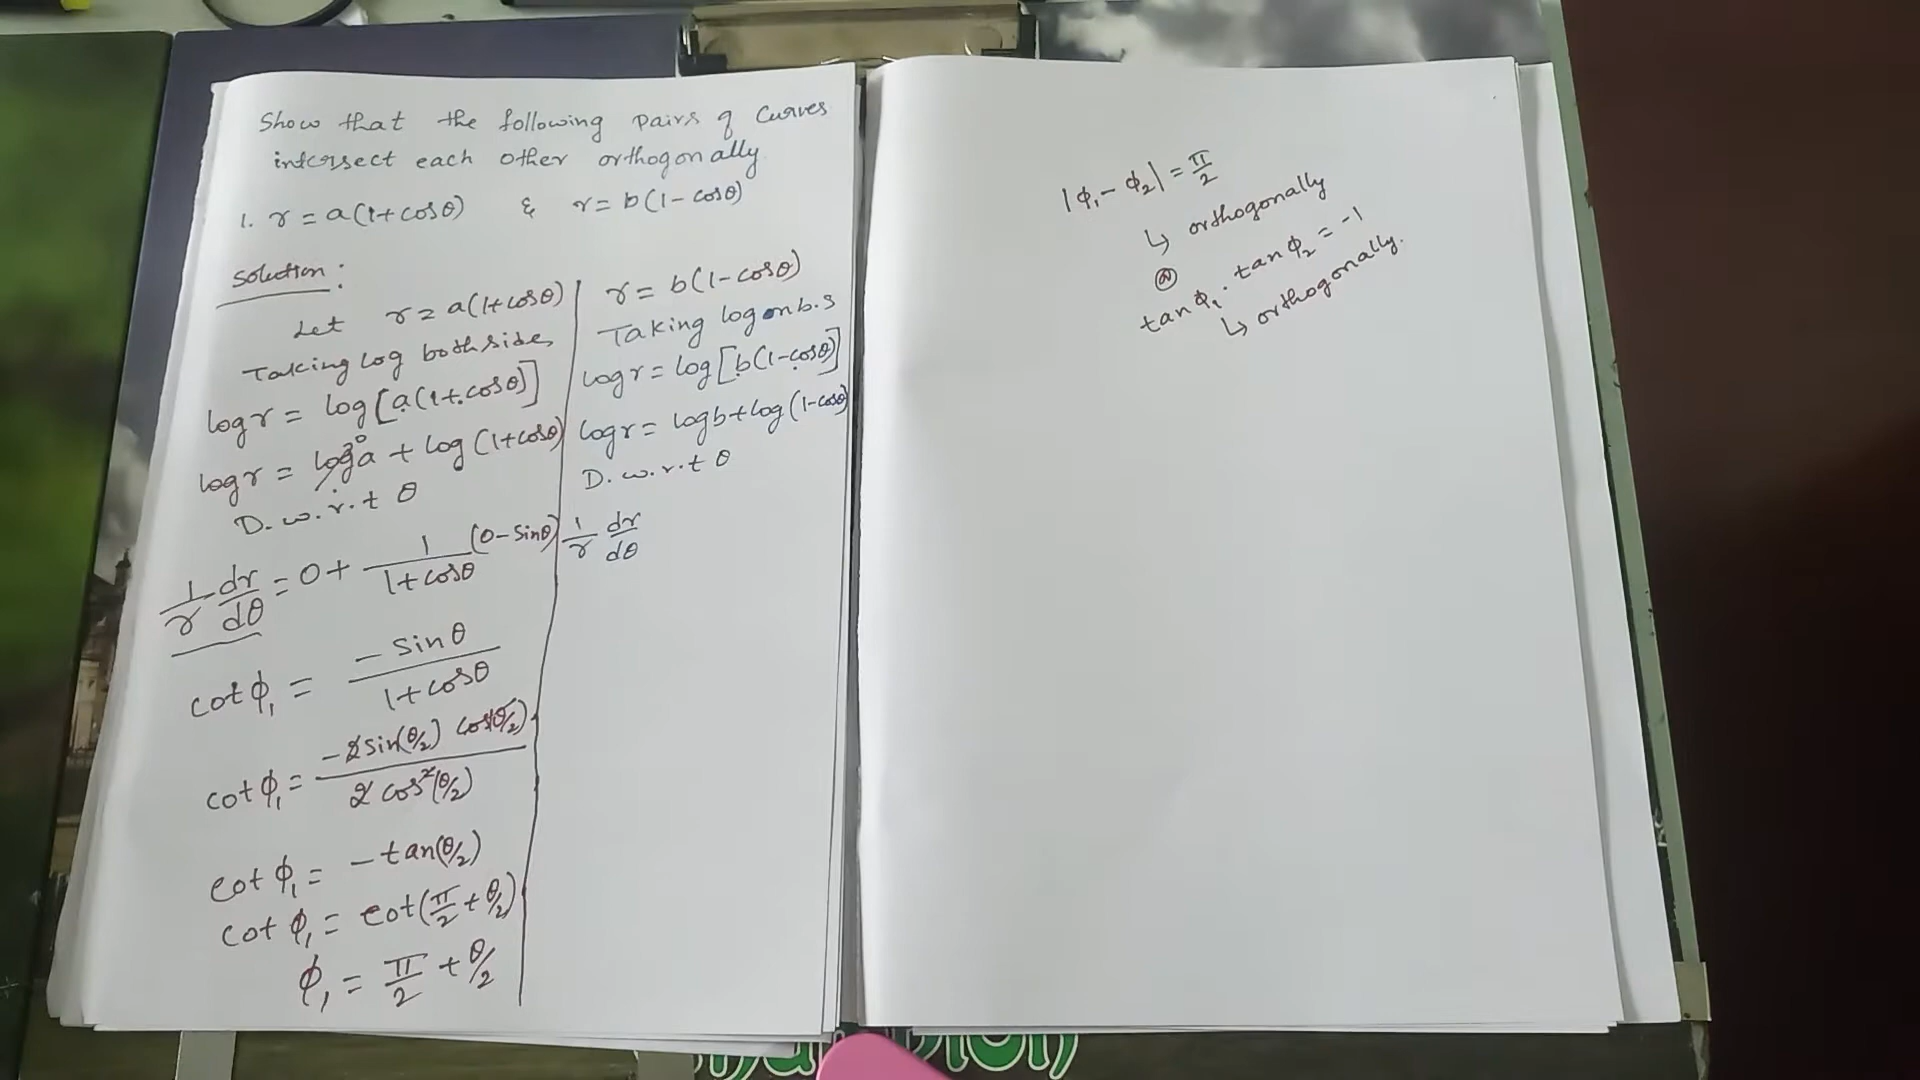 Show that the following pairs of curves
intersect each other orthogonally
1. r = a(1+cosθ) & r = b(1-cosθ)
Solution:
Let r = a(1+cosθ)
Taking log both side,
log r = log[a(1+cosθ)]
log r = log a + log(1+cosθ)
D. w.r.t θ
1/r dr/dθ = 0 + 1/(1+cosθ) (0-sinθ)
cot ϕ₁ = -sinθ/(1+cosθ)
cot ϕ₁ = -2sin(θ/2) cos(θ/2)/2cos²(θ/2)
cot ϕ₁ = -tan(θ/2)
cot ϕ₁ = cot(π/2 + θ/2)
ϕ₁ = π/2 + θ/2
r = b(1-cosθ)
Taking log on b.s
log r = log[b(1-cosθ)]
log r = log b + log(1-cosθ)
D. w.r.t θ
1/r dr/dθ
|ϕ₁ - ϕ₂| = π/2
↳ orthogonally
tan ϕ₁ . tan ϕ₂ = -1
↳ orthogonally.